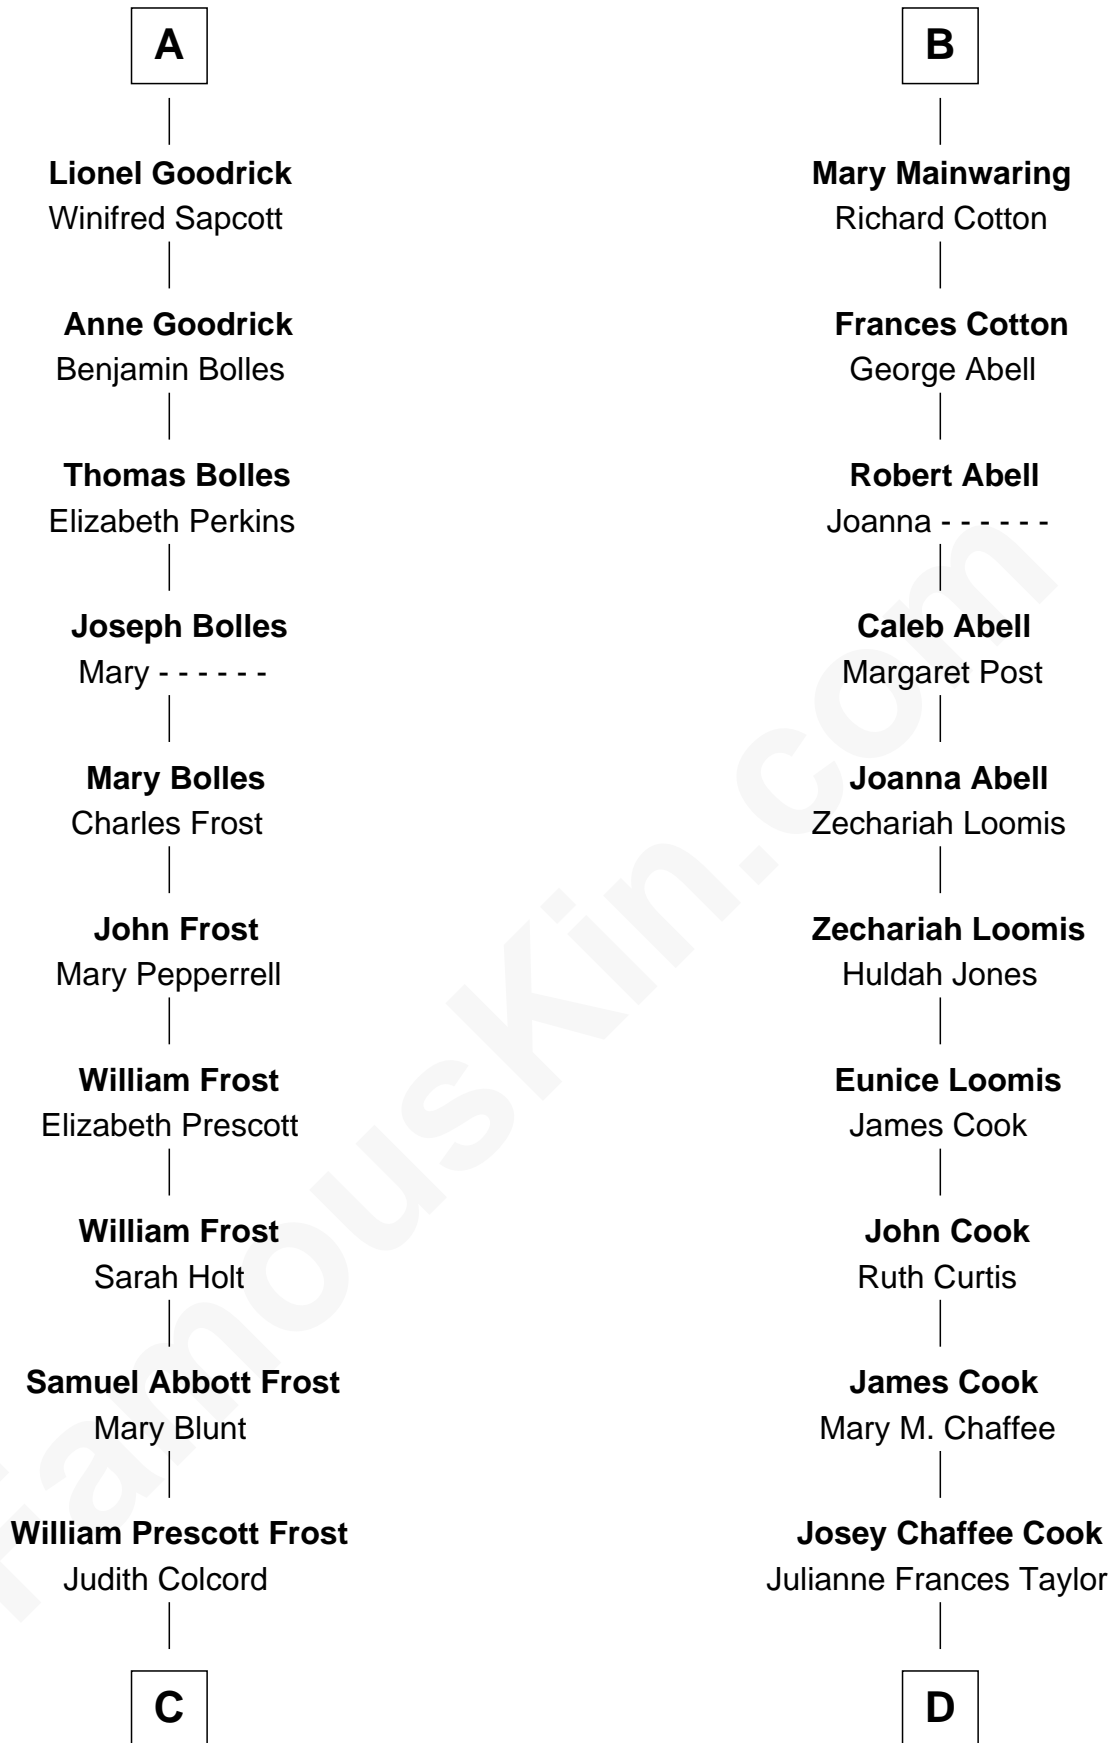 A
Lionel Goodrick
Winifred Sapcott
Anne Goodrick
Benjamin Bolles
Thomas Bolles
Elizabeth Perkins
Joseph Bolles
Mary - - - - - -
Mary Bolles
Charles Frost
John Frost
Mary Pepperrell
William Frost
Elizabeth Prescott
William Frost
Sarah Holt
Samuel Abbott Frost
Mary Blunt
William Prescott Frost
Judith Colcord
C
B
Mary Mainwaring
Richard Cotton
Frances Cotton
George Abell
Robert Abell
Joanna - - - - - -
Caleb Abell
Margaret Post
Joanna Abell
Zechariah Loomis
Zechariah Loomis
Huldah Jones
Eunice Loomis
James Cook
John Cook
Ruth Curtis
James Cook
Mary M. Chaffee
Josey Chaffee Cook
Julianne Frances Taylor
D
FamousKin.com